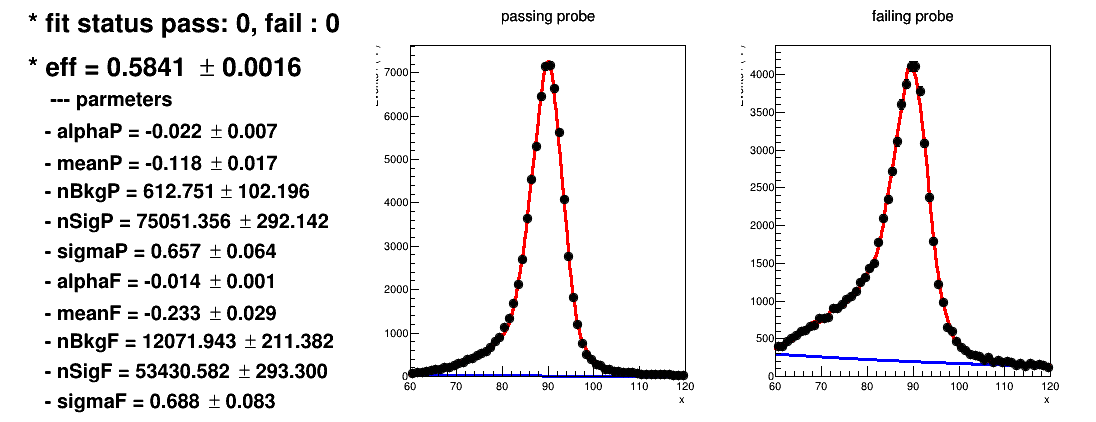 * fit status pass: 0, fail : 0
* eff = 0.5841 ± 0.0016
--- parmeters
- alphaP = -0.022 ± 0.007
- meanP = -0.118 ± 0.017
- nBkgP = 612.751 ± 102.196
- nSigP = 75051.356 ± 292.142
- sigmaP = 0.657 ± 0.064
- alphaF = -0.014 ± 0.001
- meanF = -0.233 ± 0.029
- nBkgF = 12071.943 ± 211.382
- nSigF = 53430.582 ± 293.300
- sigmaF = 0.688 ± 0.083
passing probe
7000
6000
5000
4000
3000
2000
1000
0
60 70 80 90 100 110 120
x
failing probe
4000
3500
3000
2500
2000
1500
1000
500
0
60 70 80 90 100 110 120
x